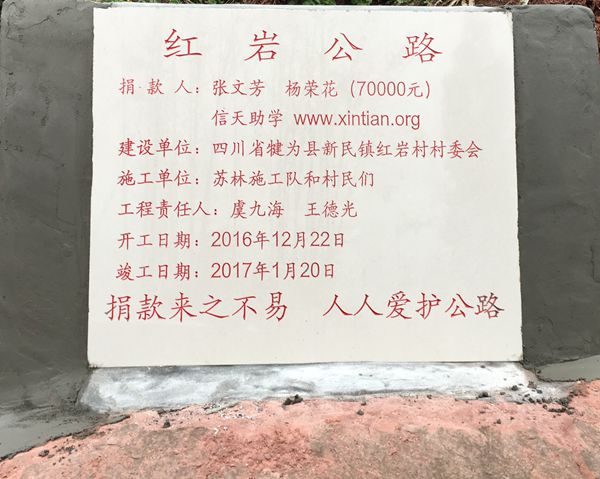 红岩公路
捐款人：张文芳　杨荣花（70000元）
信天助学 www.xintian.org
建设单位：四川省犍为县新民镇红岩村村委会
施工单位：苏林施工队和村民们
工程责任人：虞九海　王德光
开工日期：2016年12月22日
竣工日期：2017年1月20日
捐款来之不易　人人爱护公路